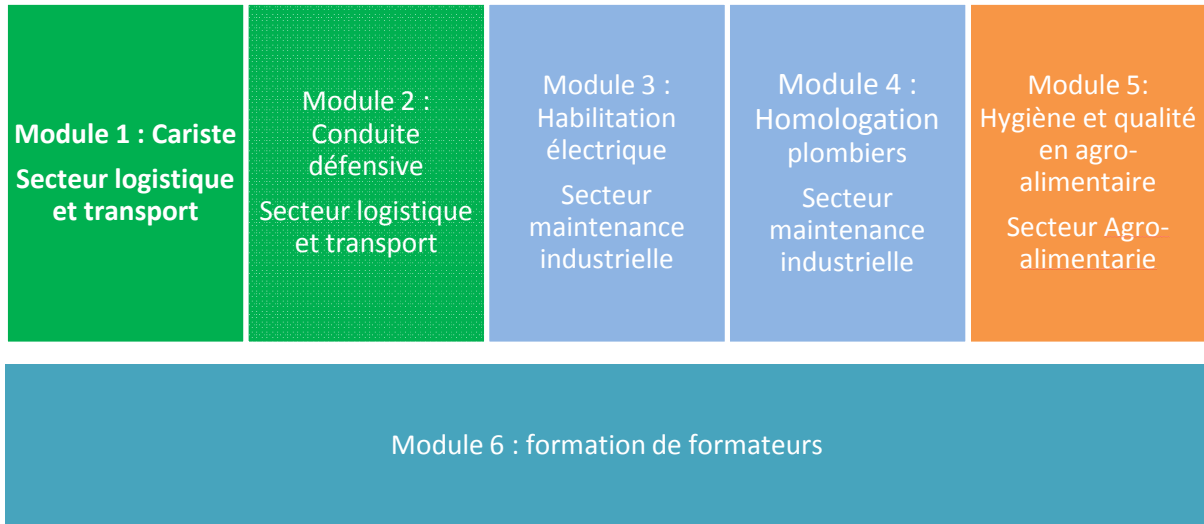 Module 1 : Cariste
Secteur logistique
et transport
Module 2 :
Conduite
défensive
Secteur logistique
et transport
Module 3 :
Habilitation
électrique
Secteur
maintenance
industrielle
Module 4 :
Homologation
plombiers
Secteur
maintenance
industrielle
Module 5:
Hygiène et qualité
en agro-
alimentaire
Secteur Agro-
alimentarie
Module 6 : formation de formateurs